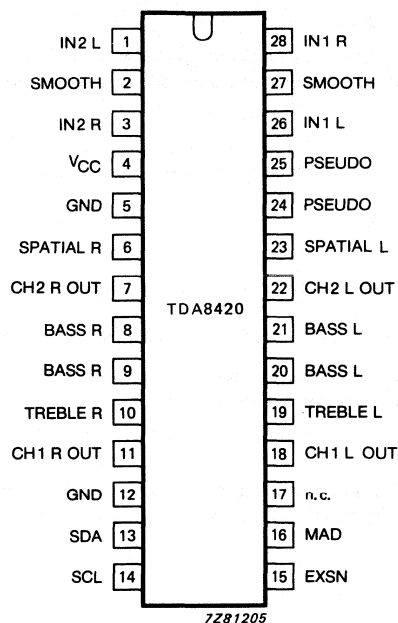 IN2 L 1 28 IN1 R
SMOOTH 2 27 SMOOTH
IN2 R 3 26 IN1 L
VCC 4 25 PSEUDO
GND 5 24 PSEUDO
SPATIAL R 6 23 SPATIAL L
CH2 R OUT 7 22 CH2 L OUT
TDA8420
BASS R 8 21 BASS L
BASS R 9 20 BASS L
TREBLE R 10 19 TREBLE L
CH1 R OUT 11 18 CH1 L OUT
GND 12 17 n.c.
SDA 13 16 MAD
SCL 14 15 EXSN
7Z81205